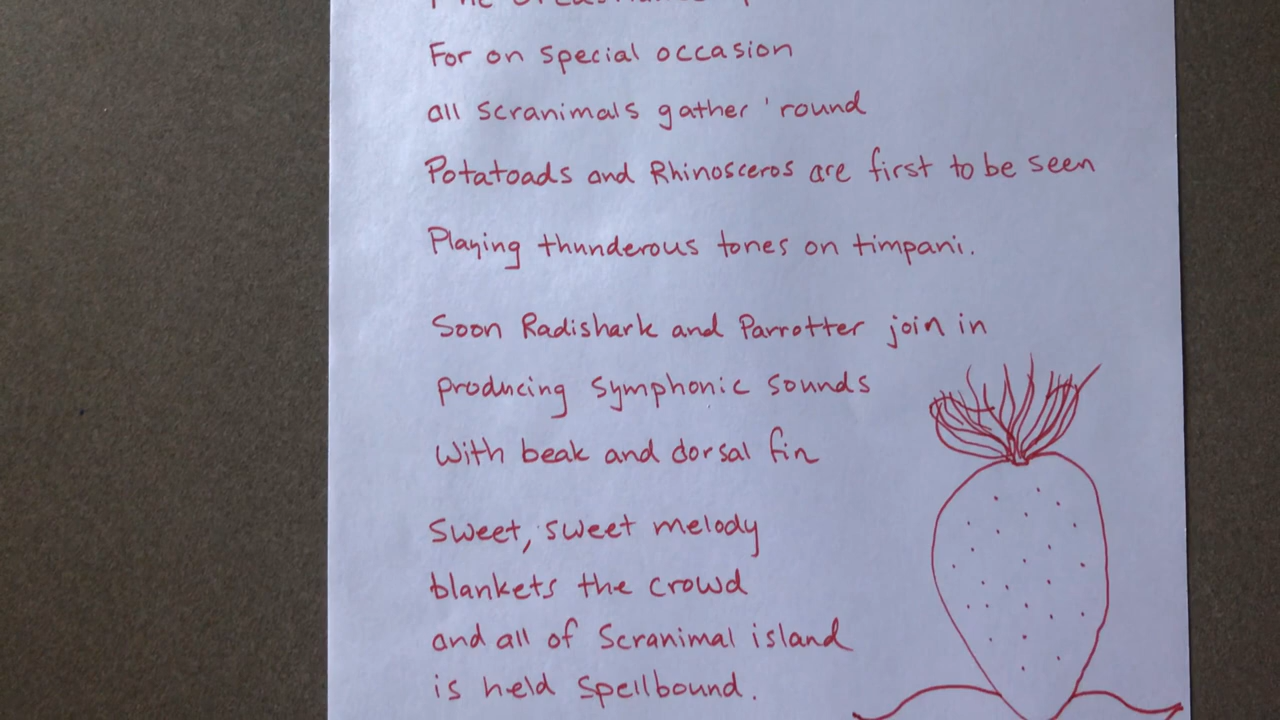 For on special occasion
all scranimals gather 'round
Potatoads and Rhinosceros are first to be seen
Playing thunderous tones on timpani.
Soon Radishark and Parrotter join in
producing symphonic sounds
With beak and dorsal fin
Sweet, sweet melody
blankets the crowd
and all of Scranimal island
is held spellbound.